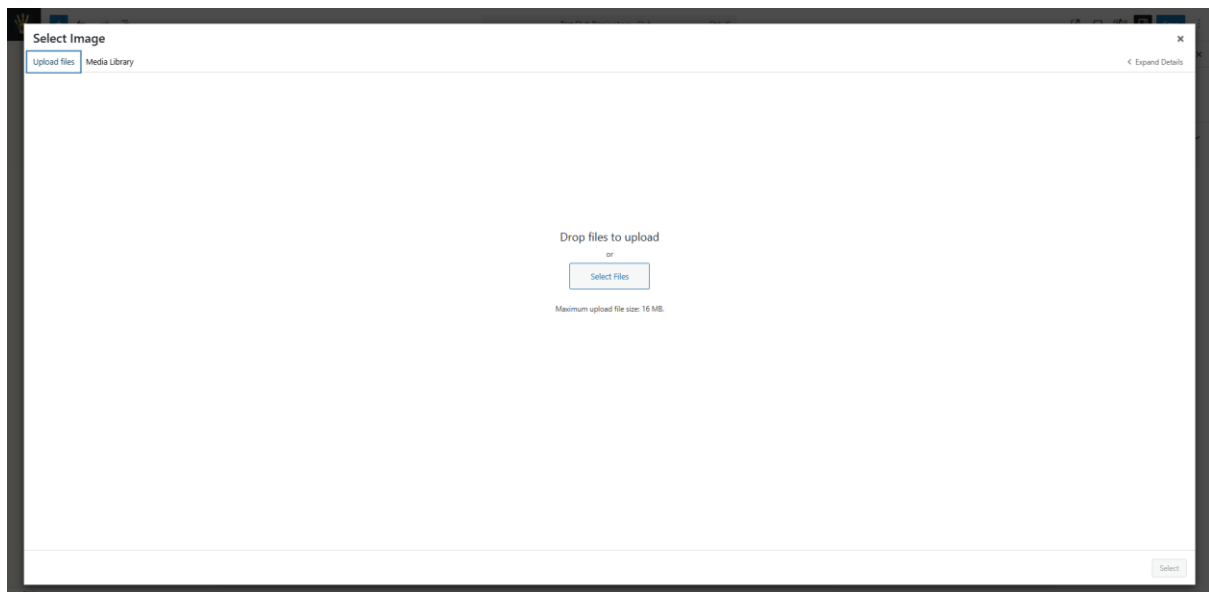 Select Image
Upload files Media Library
Expand Details
Drop files to upload
or
Select Files
Maximum upload file size: 16 MB.
Select